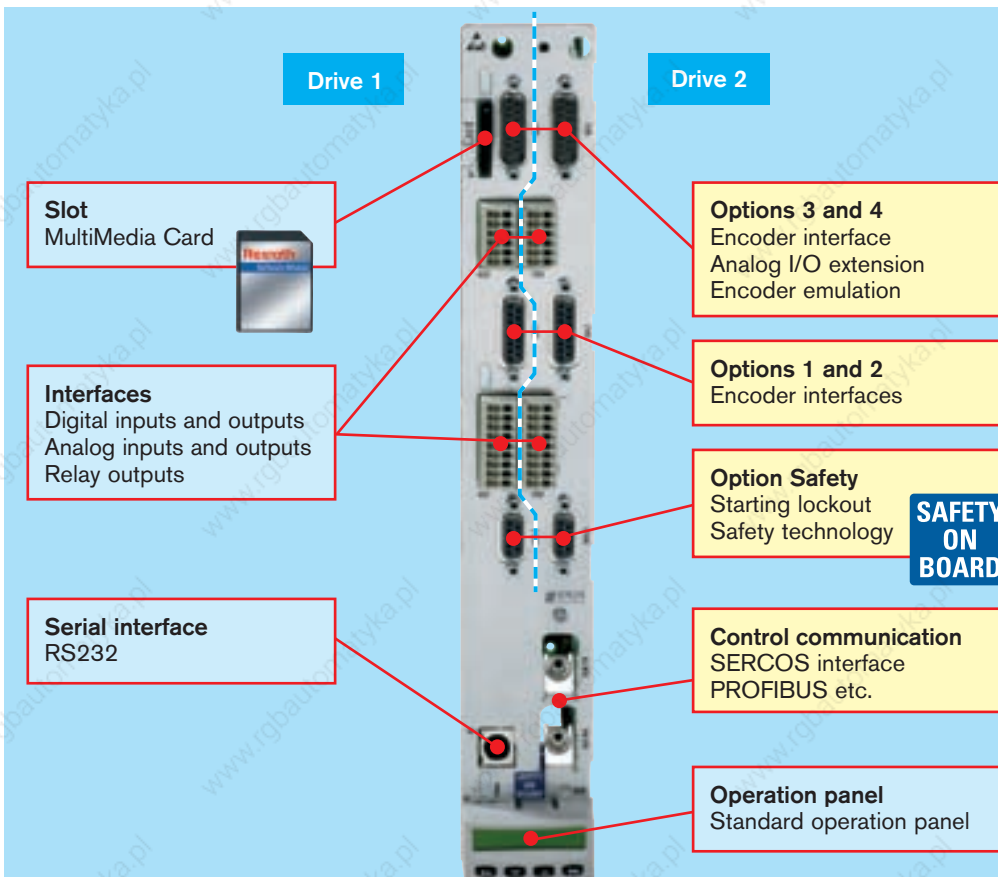 Drive 1
Drive 2
Slot
MultiMedia Card
Rexroth
Interfaces
Digital inputs and outputs
Analog inputs and outputs
Relay outputs
Serial interface
RS232
Options 3 and 4
Encoder interface
Analog I/O extension
Encoder emulation
Options 1 and 2
Encoder interfaces
Option Safety
Starting lockout
Safety technology
SAFETY
ON
BOARD
Control communication
SERCOS interface
PROFIBUS etc.
Operation panel
Standard operation panel
www.rgbautomatyka.pl